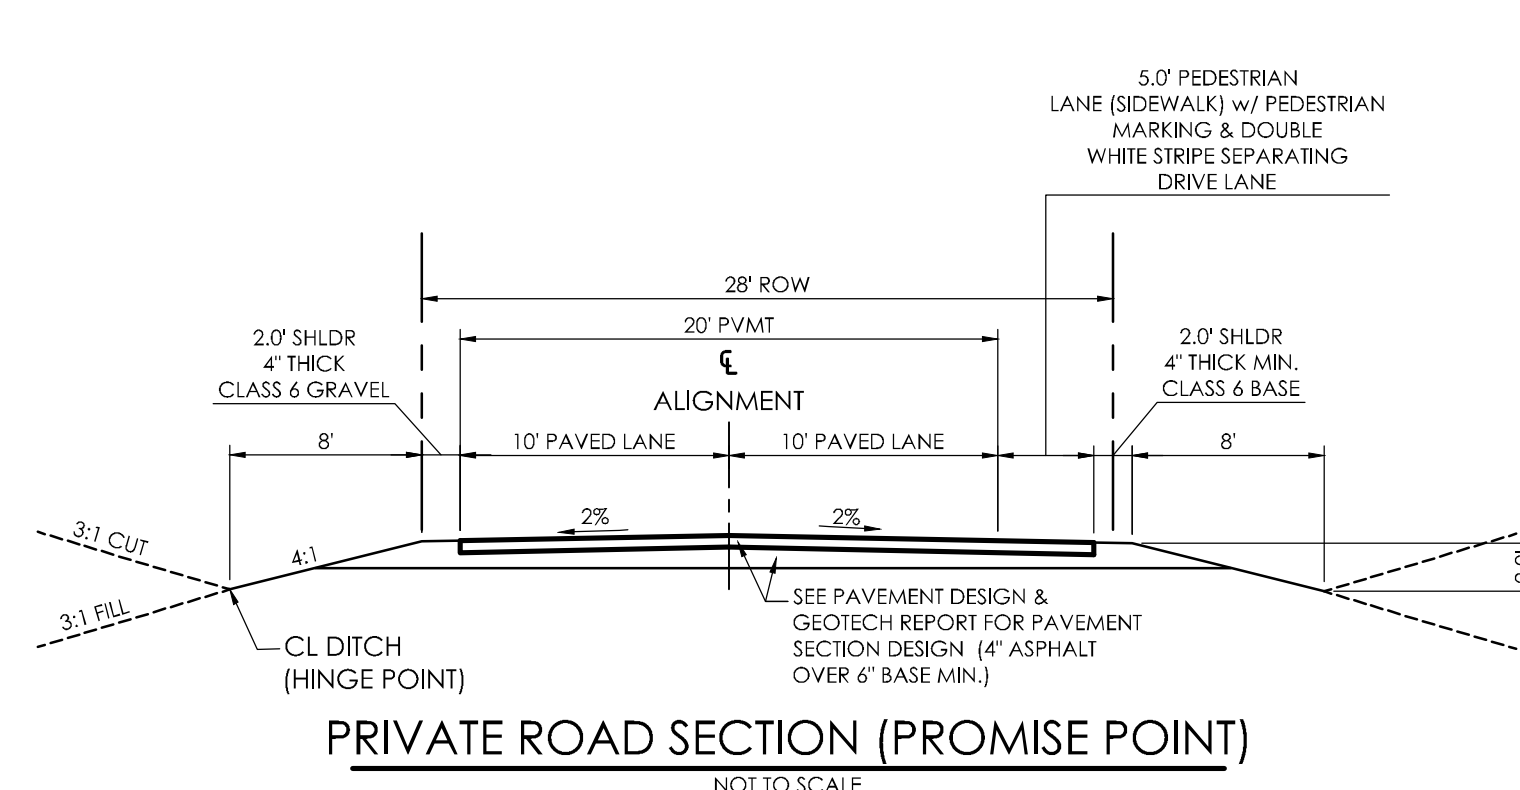 5.0' PEDESTRIAN
LANE (SIDEWALK) w/ PEDESTRIAN
MARKING & DOUBLE
WHITE STRIPE SEPARATING
DRIVE LANE
28' ROW
20' PVMT
2.0' SHLDR
4" THICK
CLASS 6 GRAVEL
2.0' SHLDR
4" THICK MIN.
CLASS 6 BASE
℄
ALIGNMENT
8'
10' PAVED LANE
10' PAVED LANE
8'
2%
2%
3:1 CUT
4:1
3:1 FILL
CL DITCH
(HINGE POINT)
SEE PAVEMENT DESIGN &
GEOTECH REPORT FOR PAVEMENT
SECTION DESIGN (4" ASPHALT
OVER 6" BASE MIN.)
PRIVATE ROAD SECTION (PROMISE POINT)
NOT TO SCALE